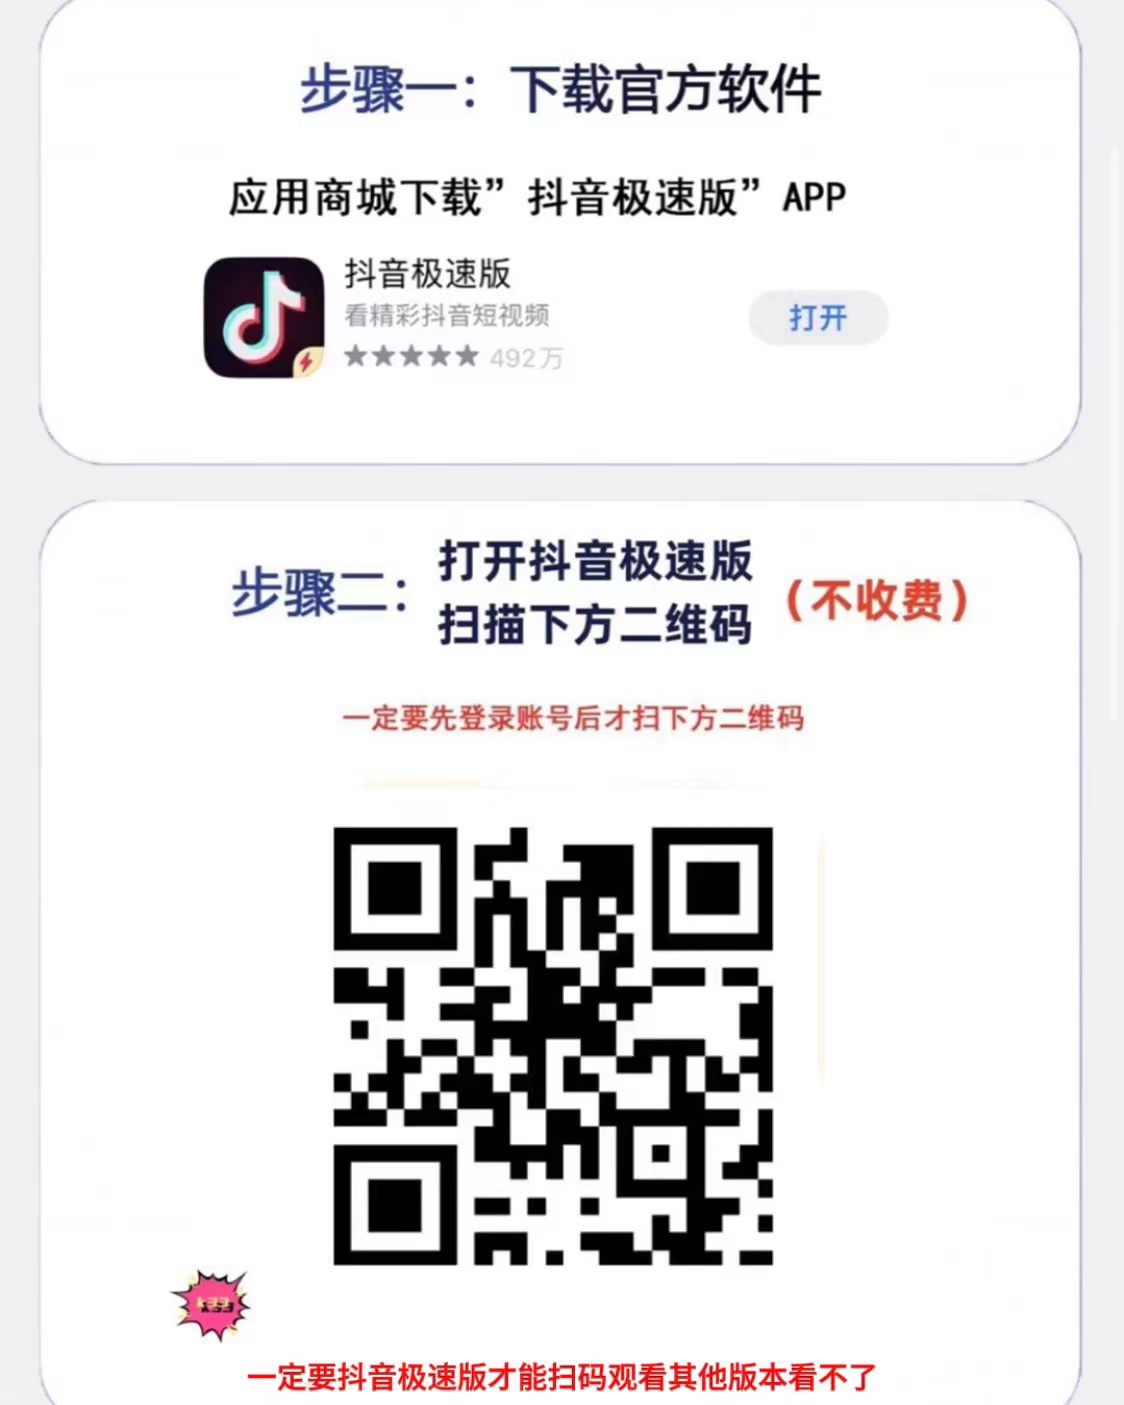 步骤一：下载官方软件
应用商城下载”抖音极速版”APP
抖音极速版
看精彩抖音短视频
492万
打开
步骤二：
打开抖音极速版
扫描下方二维码
（不收费）
一定要先登录账号后才扫下方二维码
一定要抖音极速版才能扫码观看其他版本看不了